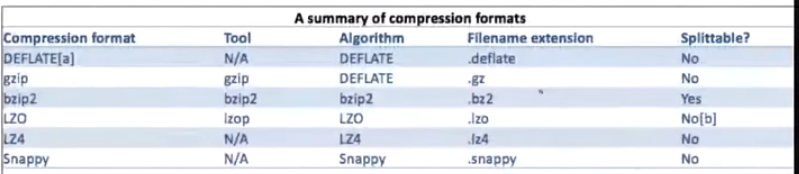 A summary of compression formats
Compression format Tool Algorithm Filename extension Splittable?
DEFLATE[a] N/A DEFLATE .deflate No
gzip gzip DEFLATE .gz No
bzip2 bzip2 bzip2 .bz2 Yes
LZO lzop LZO .lzo No[b]
LZ4 N/A LZ4 .lz4 No
Snappy N/A Snappy .snappy No